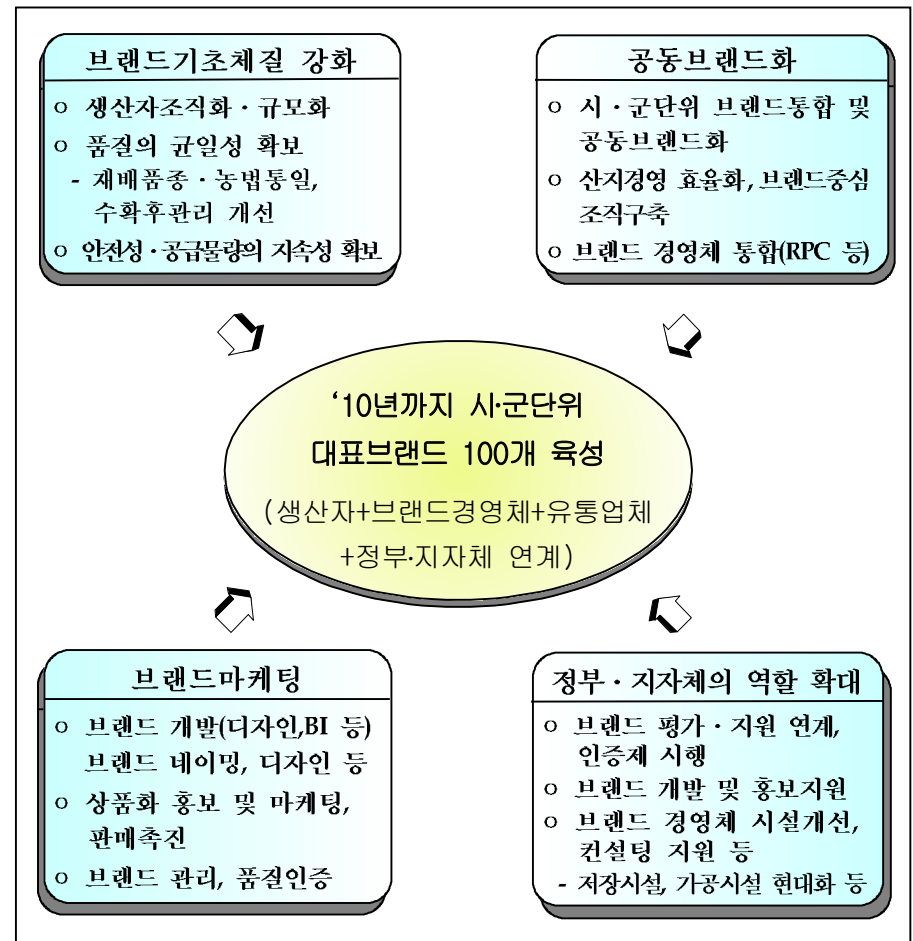 브랜드기초체질 강화
o 생산자조직화·규모화
o 품질의 균일성 확보
- 재배품종·농법통일,
수확후관리 개선
o 안전성·공급물량의 지속성 확보
공동브랜드화
o 시·군단위 브랜드통합 및
공동브랜드화
o 산지경영 효율화, 브랜드중심
조직구축
o 브랜드 경영체 통합(RPC 등)
‘10년까지 시·군단위
대표브랜드 100개 육성
(생산자+브랜드경영체+유통업체
+정부·지자체 연계)
브랜드마케팅
o 브랜드 개발(디자인,BI 등)
브랜드 네이밍, 디자인 등
o 상품화 홍보 및 마케팅,
판매촉진
o 브랜드 관리, 품질인증
정부·지자체의 역할 확대
o 브랜드 평가·지원 연계,
인증제 시행
o 브랜드 개발 및 홍보지원
o 브랜드 경영체 시설개선,
컨설팅 지원 등
- 저장시설, 가공시설 현대화 등